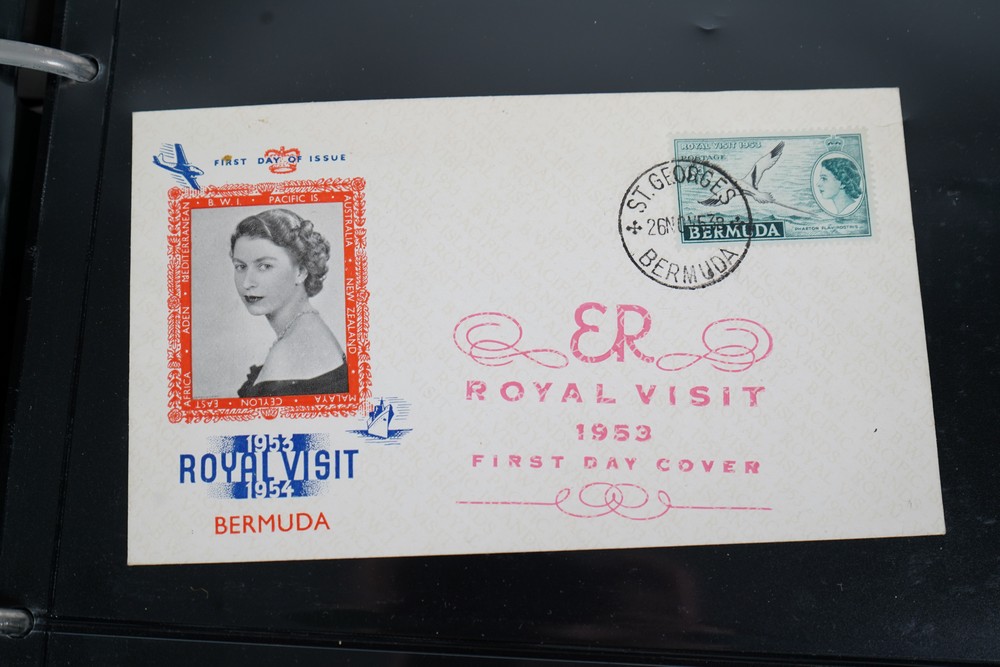 FIRST DAY OF ISSUE
B.W.I. • PACIFIC IS
AUSTRALIA • NEW ZEALAND
MALAYA • CEYLON • EAST
AFRICA • ADEN • MEDITERRANEAN
1953
ROYAL VISIT
1954
BERMUDA
ROYAL VISIT 1953
POSTAGE
BERMUDA
ST. GEORGES
BERMUDA
ER
ROYAL VISIT
1953
FIRST DAY COVER